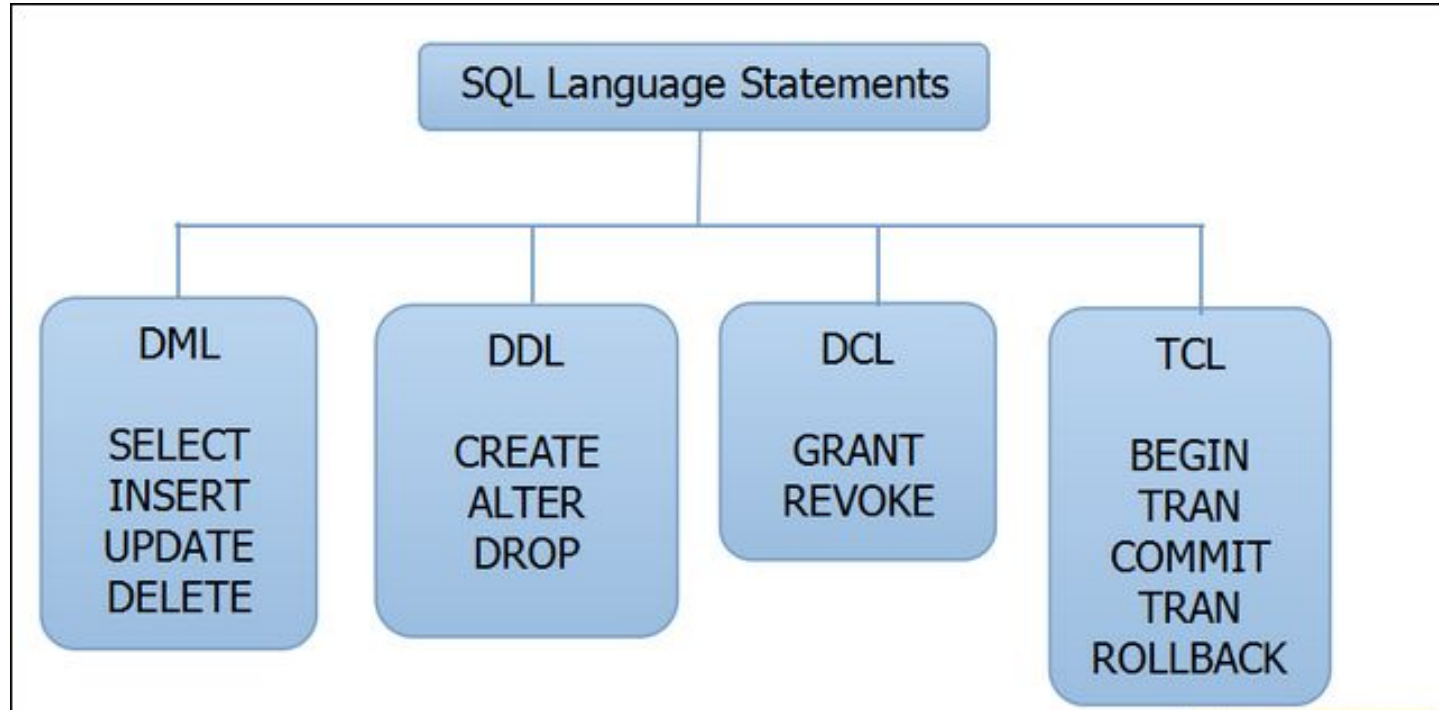 SQL Language Statements
DML
SELECT
INSERT
UPDATE
DELETE
DDL
CREATE
ALTER
DROP
DCL
GRANT
REVOKE
TCL
BEGIN
TRAN
COMMIT
TRAN
ROLLBACK